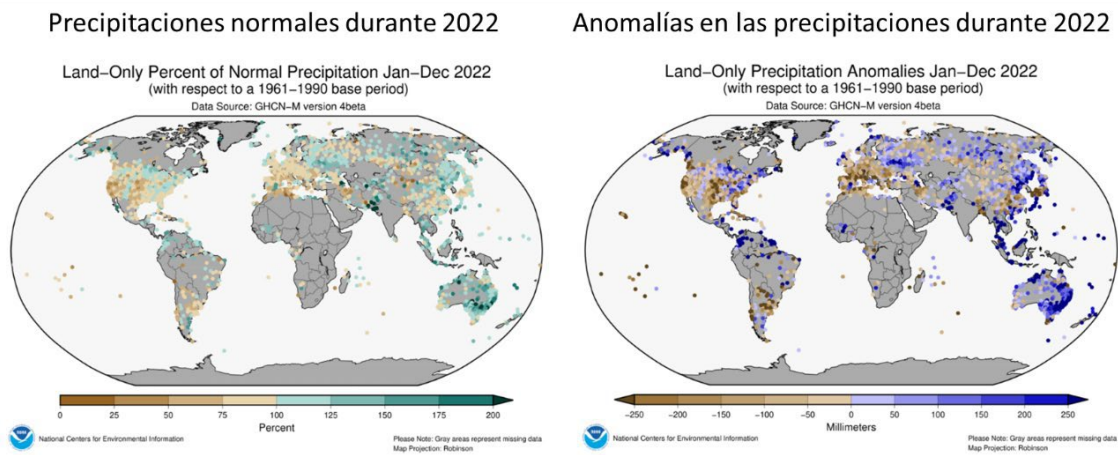 Precipitaciones normales durante 2022
Land-Only Percent of Normal Precipitation Jan-Dec 2022
(with respect to a 1961-1990 base period)
Data Source: GHCN-M version 4beta
0 25 50 75 100 125 150 175 200
Percent
NOAA
National Centers for Environmental Information
Please Note: Gray areas represent missing data
Map Projection: Robinson
Anomalías en las precipitaciones durante 2022
Land-Only Precipitation Anomalies Jan-Dec 2022
(with respect to a 1961-1990 base period)
Data Source: GHCN-M version 4beta
-250 -200 -150 -100 -50 0 50 100 150 200 250
Millimeters
NOAA
National Centers for Environmental Information
Please Note: Gray areas represent missing data
Map Projection: Robinson